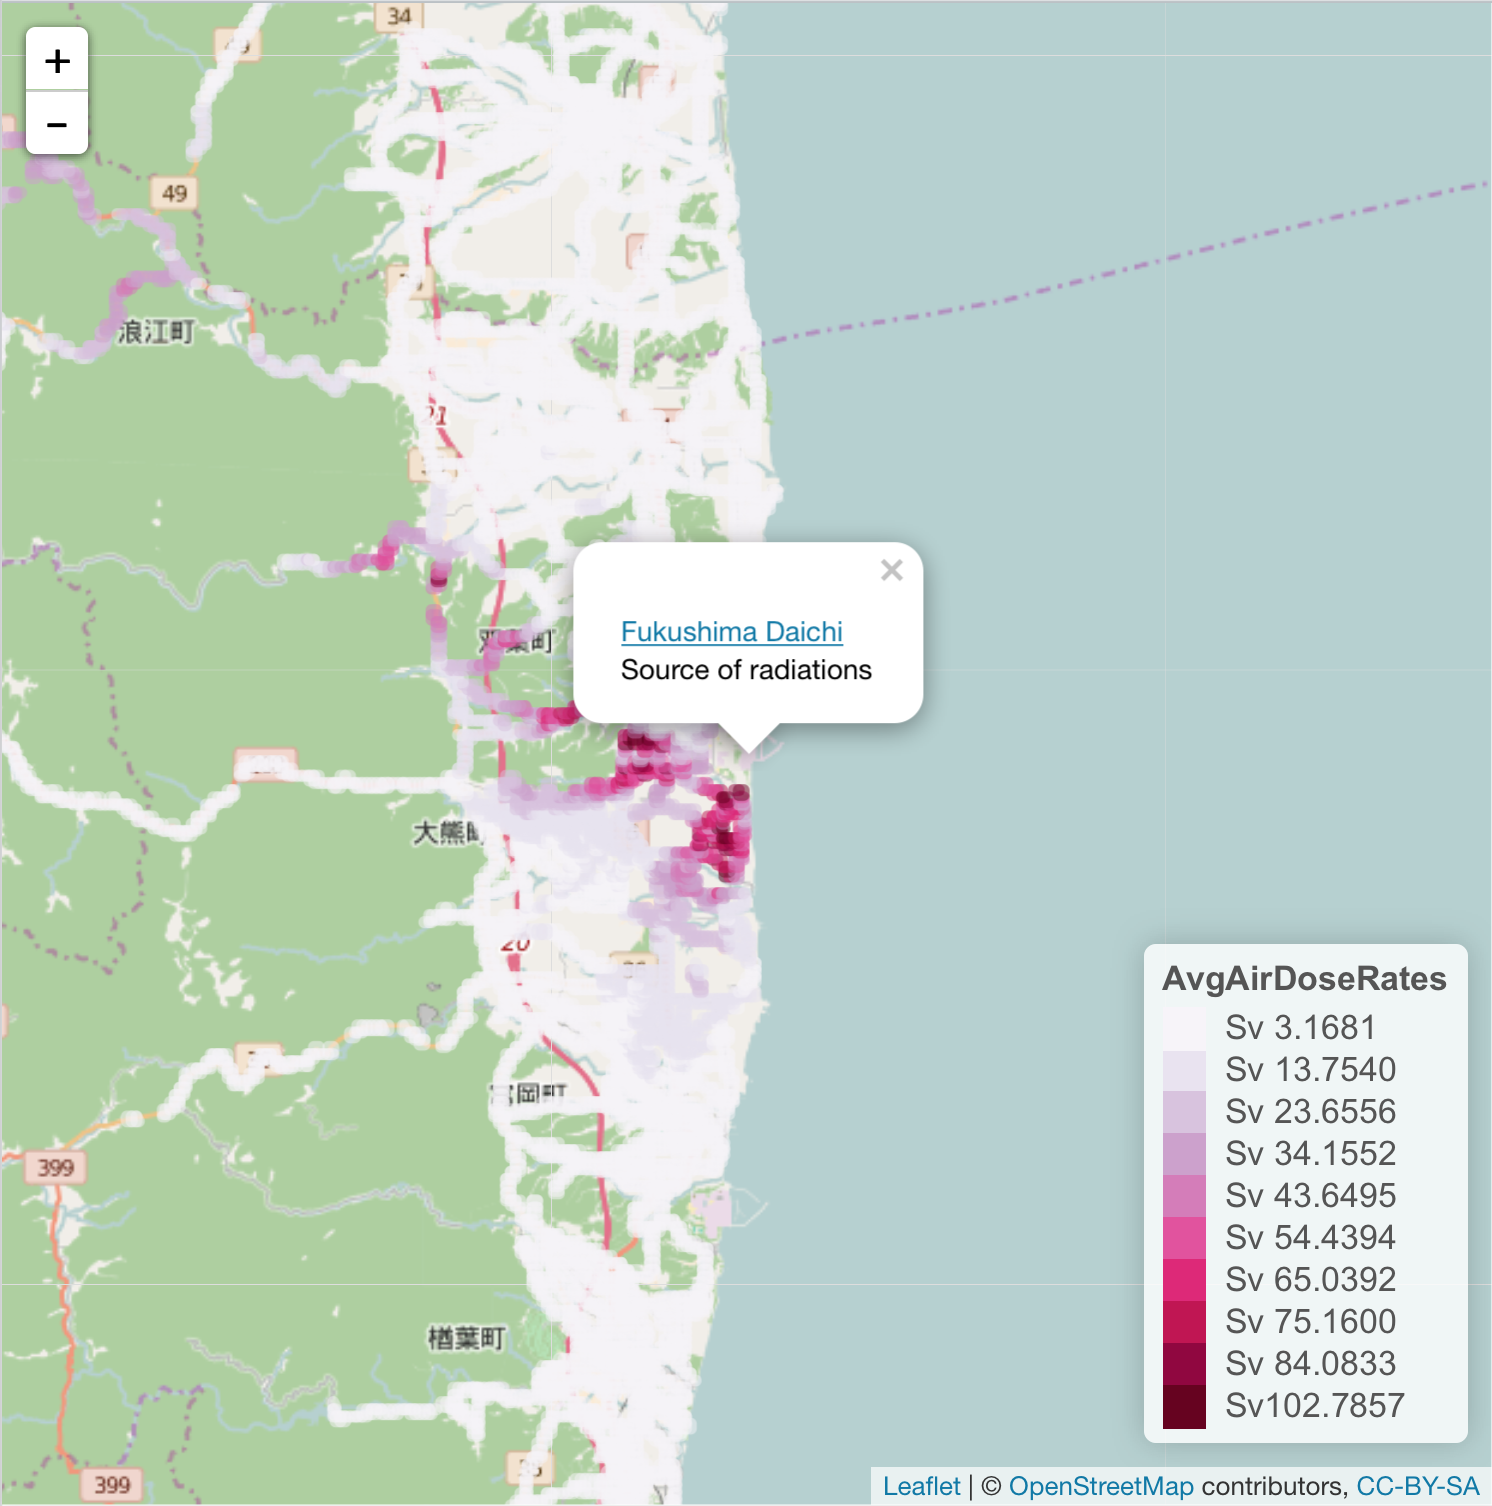 34
+
49
−
49
浪江町
21
Fukushima Daichi
Source of radiations
双葉町
大熊町
20
富岡町
399
楢葉町
399
AvgAirDoseRates
Sv 3.1681
Sv 13.7540
Sv 23.6556
Sv 34.1552
Sv 43.6495
Sv 54.4394
Sv 65.0392
Sv 75.1600
Sv 84.0833
Sv102.7857
Leaflet | © OpenStreetMap contributors, CC-BY-SA